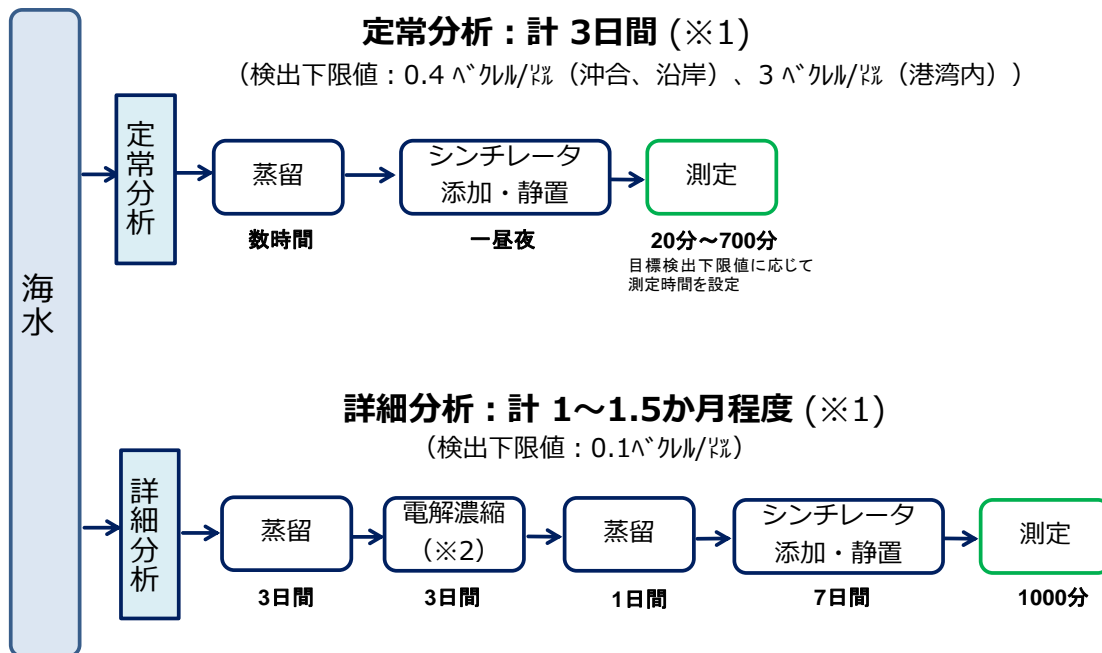 海水
定常分析：計 3日間 (※1)
（検出下限値：0.4 ﾍﾞｸﾚﾙ/㍑（沖合、沿岸）、3 ﾍﾞｸﾚﾙ/㍑（港湾内））
定常分析
蒸留
数時間
シンチレータ
添加・静置
一昼夜
測定
20分～700分
目標検出下限値に応じて
測定時間を設定
詳細分析：計 1～1.5か月程度 (※1)
（検出下限値：0.1ﾍﾞｸﾚﾙ/㍑）
詳細分析
蒸留
3日間
電解濃縮
（※2）
3日間
蒸留
1日間
シンチレータ
添加・静置
7日間
測定
1000分